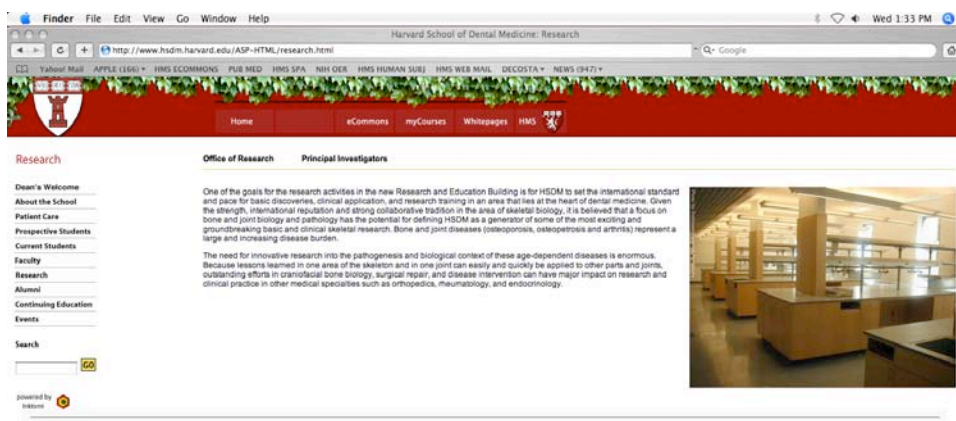 Finder File Edit View Go Window Help
Wed 1:33 PM
Harvard School of Dental Medicine: Research
http://www.hsdm.harvard.edu/ASP-HTML/research.html
Google
Yahoo! Mail APPLE (166) HMS ECOMMONS PUB MED HMS SPA NIH OER HMS HUMAN SUBJ HMS WEB MAIL DECOSTA NEWS (947)
Home eCommons myCourses Whitepages HMS
Research
Office of Research Principal Investigators
Dean's Welcome
About the School
Patient Care
Prospective Students
Current Students
Faculty
Research
Alumni
Continuing Education
Events
Search
GO
powered by
Inktomi
One of the goals for the research activities in the new Research and Education Building is for HSDM to set the international standard
and pace for basic discoveries, clinical application, and research training in an area that lies at the heart of dental medicine. Given
the strength, international reputation and strong collaborative tradition in the area of skeletal biology, it is believed that a focus on
bone and joint biology and pathology has the potential for defining HSDM as a generator of some of the most exciting and
groundbreaking basic and clinical skeletal research. Bone and joint diseases (osteoporosis, osteopetrosis and arthritis) represent a
large and increasing disease burden.
The need for innovative research into the pathogenesis and biological context of these age-dependent diseases is enormous.
Because lessons learned in one area of the skeleton and in one joint can easily and quickly be applied to other parts and joints,
outstanding efforts in craniofacial bone biology, surgical repair, and disease intervention can have major impact on research and
clinical practice in other medical specialties such as orthopedics, rheumatology, and endocrinology.